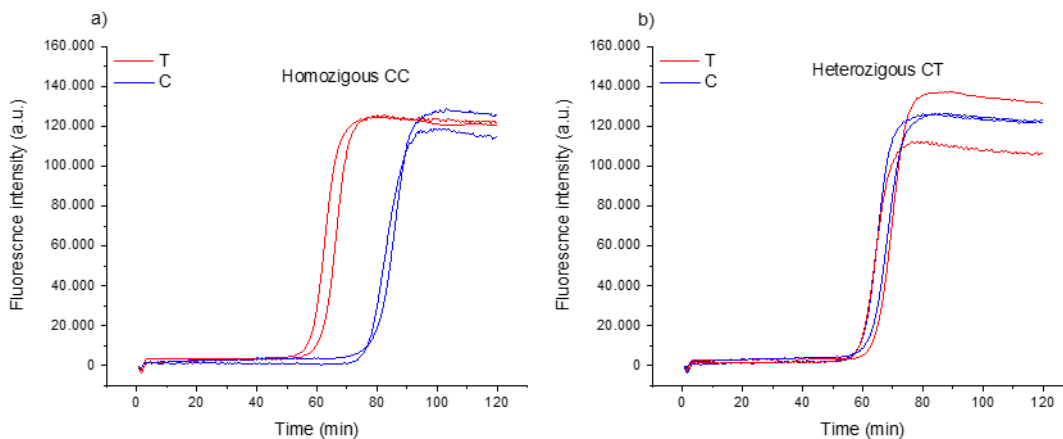 a)
160.000
140.000
120.000
100.000
80.000
60.000
40.000
20.000
0
T
C
Homozigous CC
Fluorescnce intensity (a.u.)
0 20 40 60 80 100 120
Time (min)
b)
160.000
140.000
120.000
100.000
80.000
60.000
40.000
20.000
0
T
C
Heterozigous CT
Fluorescnce intensity (a.u.)
0 20 40 60 80 100 120
Time (min)